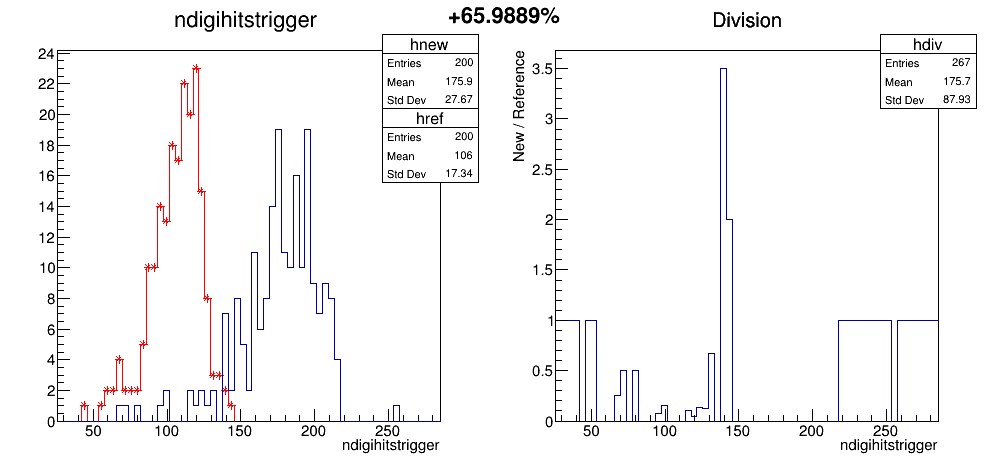 +65.9889%
ndigihitstrigger
hnew
Entries 200
Mean 175.9
Std Dev 27.67
href
Entries 200
Mean 106
Std Dev 17.34
24
22
20
18
16
14
12
10
8
6
4
2
0
50 100 150 200 250
ndigihitstrigger
Division
hdiv
Entries 267
Mean 175.7
Std Dev 87.93
New / Reference
3.5
3
2.5
2
1.5
1
0.5
0
50 100 150 200 250
ndigihitstrigger